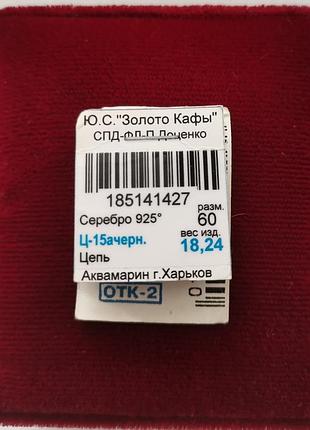 Ю.С."Золото Кафы"
СПД-ФЛ-П Доценко
185141427
разм.
Серебро 925° 60
вес изд.
Ц-15ачерн. 18,24
Цепь
Аквамарин г.Харьков
ОТК-2